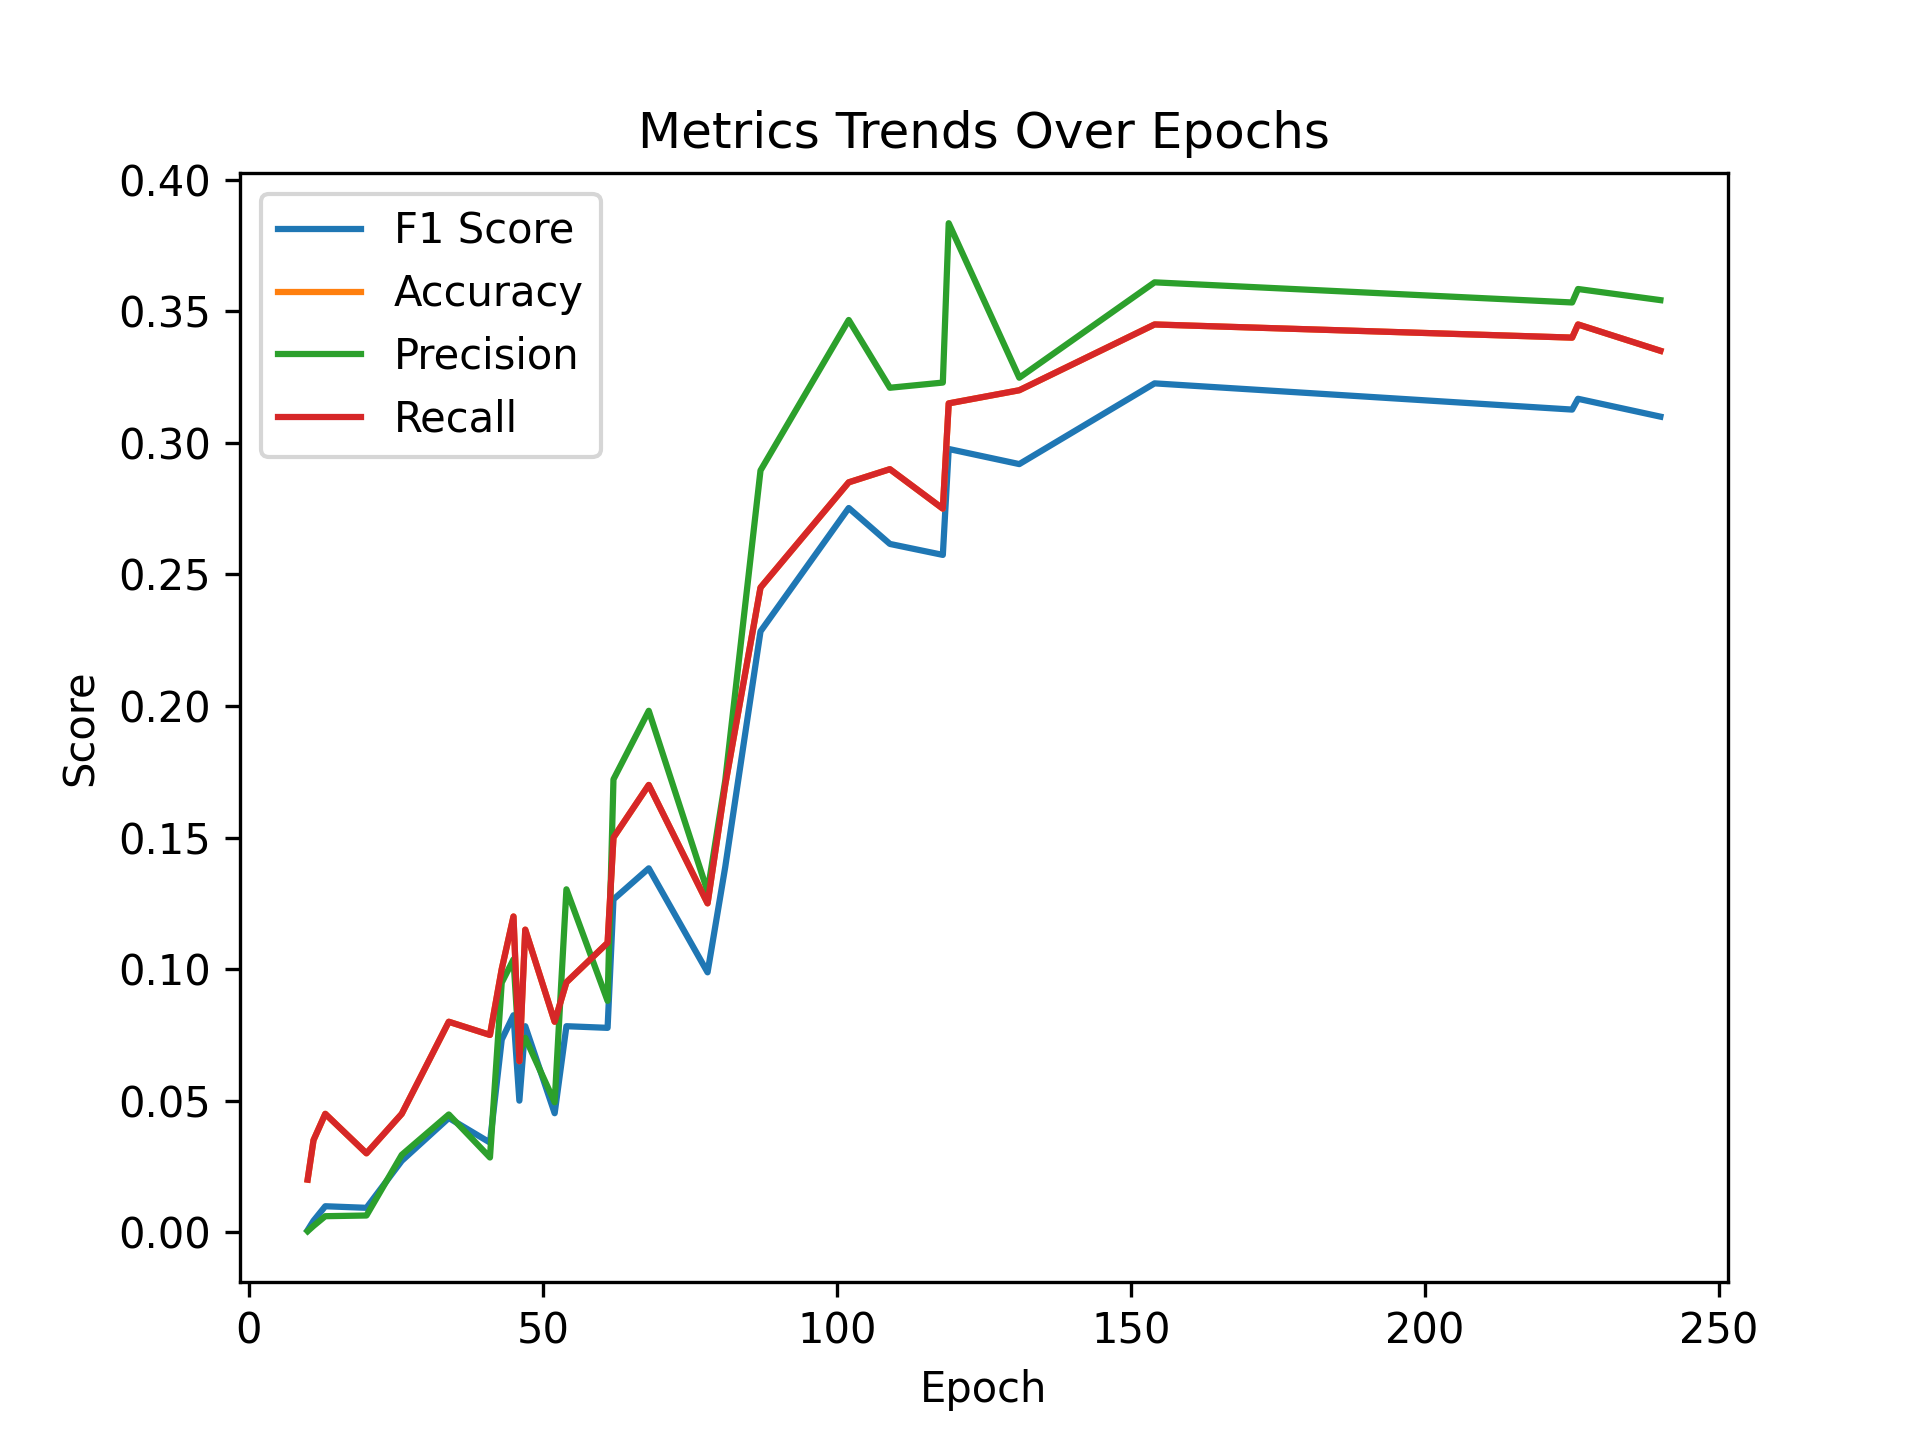 Metrics Trends Over Epochs
0.40
0.35
0.30
0.25
0.20
0.15
0.10
0.05
0.00
Score
F1 Score
Accuracy
Precision
Recall
0 50 100 150 200 250
Epoch